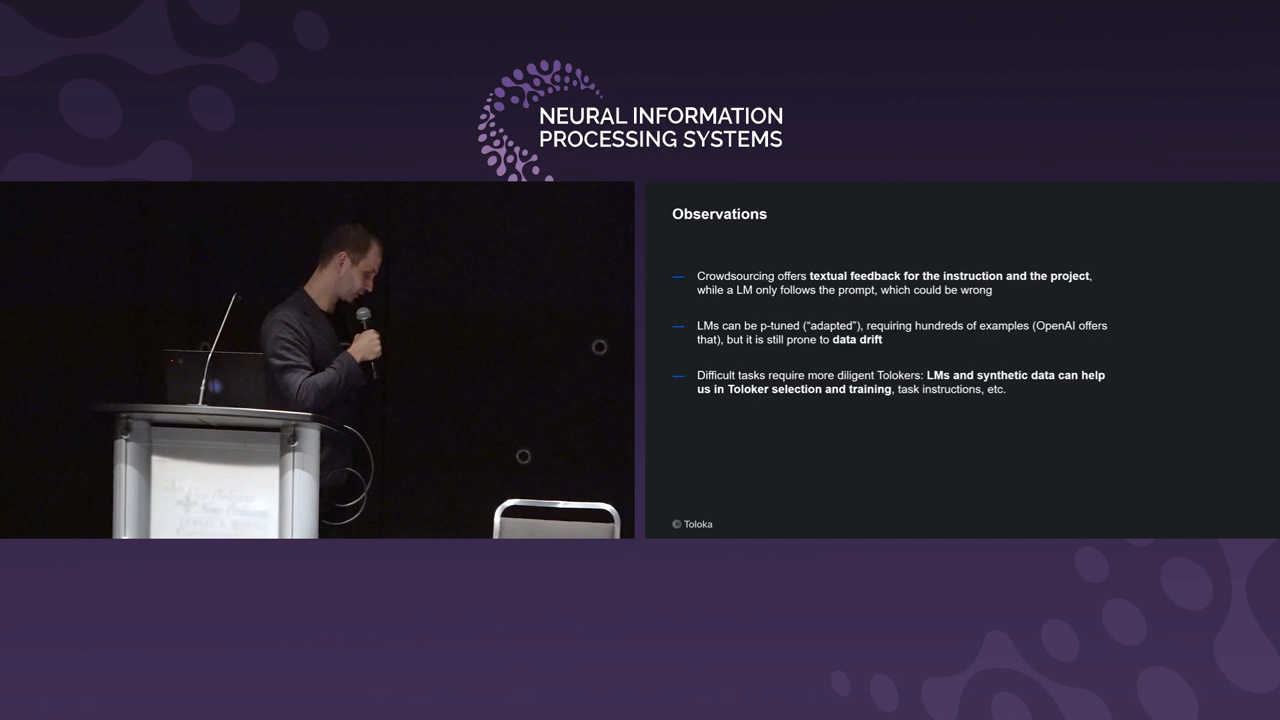 NEURAL INFORMATION
PROCESSING SYSTEMS
Observations
— Crowdsourcing offers textual feedback for the instruction and the project,
while a LM only follows the prompt, which could be wrong
— LMs can be p-tuned (“adapted”), requiring hundreds of examples (OpenAI offers
that), but it is still prone to data drift
— Difficult tasks require more diligent Tolokers: LMs and synthetic data can help
us in Toloker selection and training, task instructions, etc.
Toloka